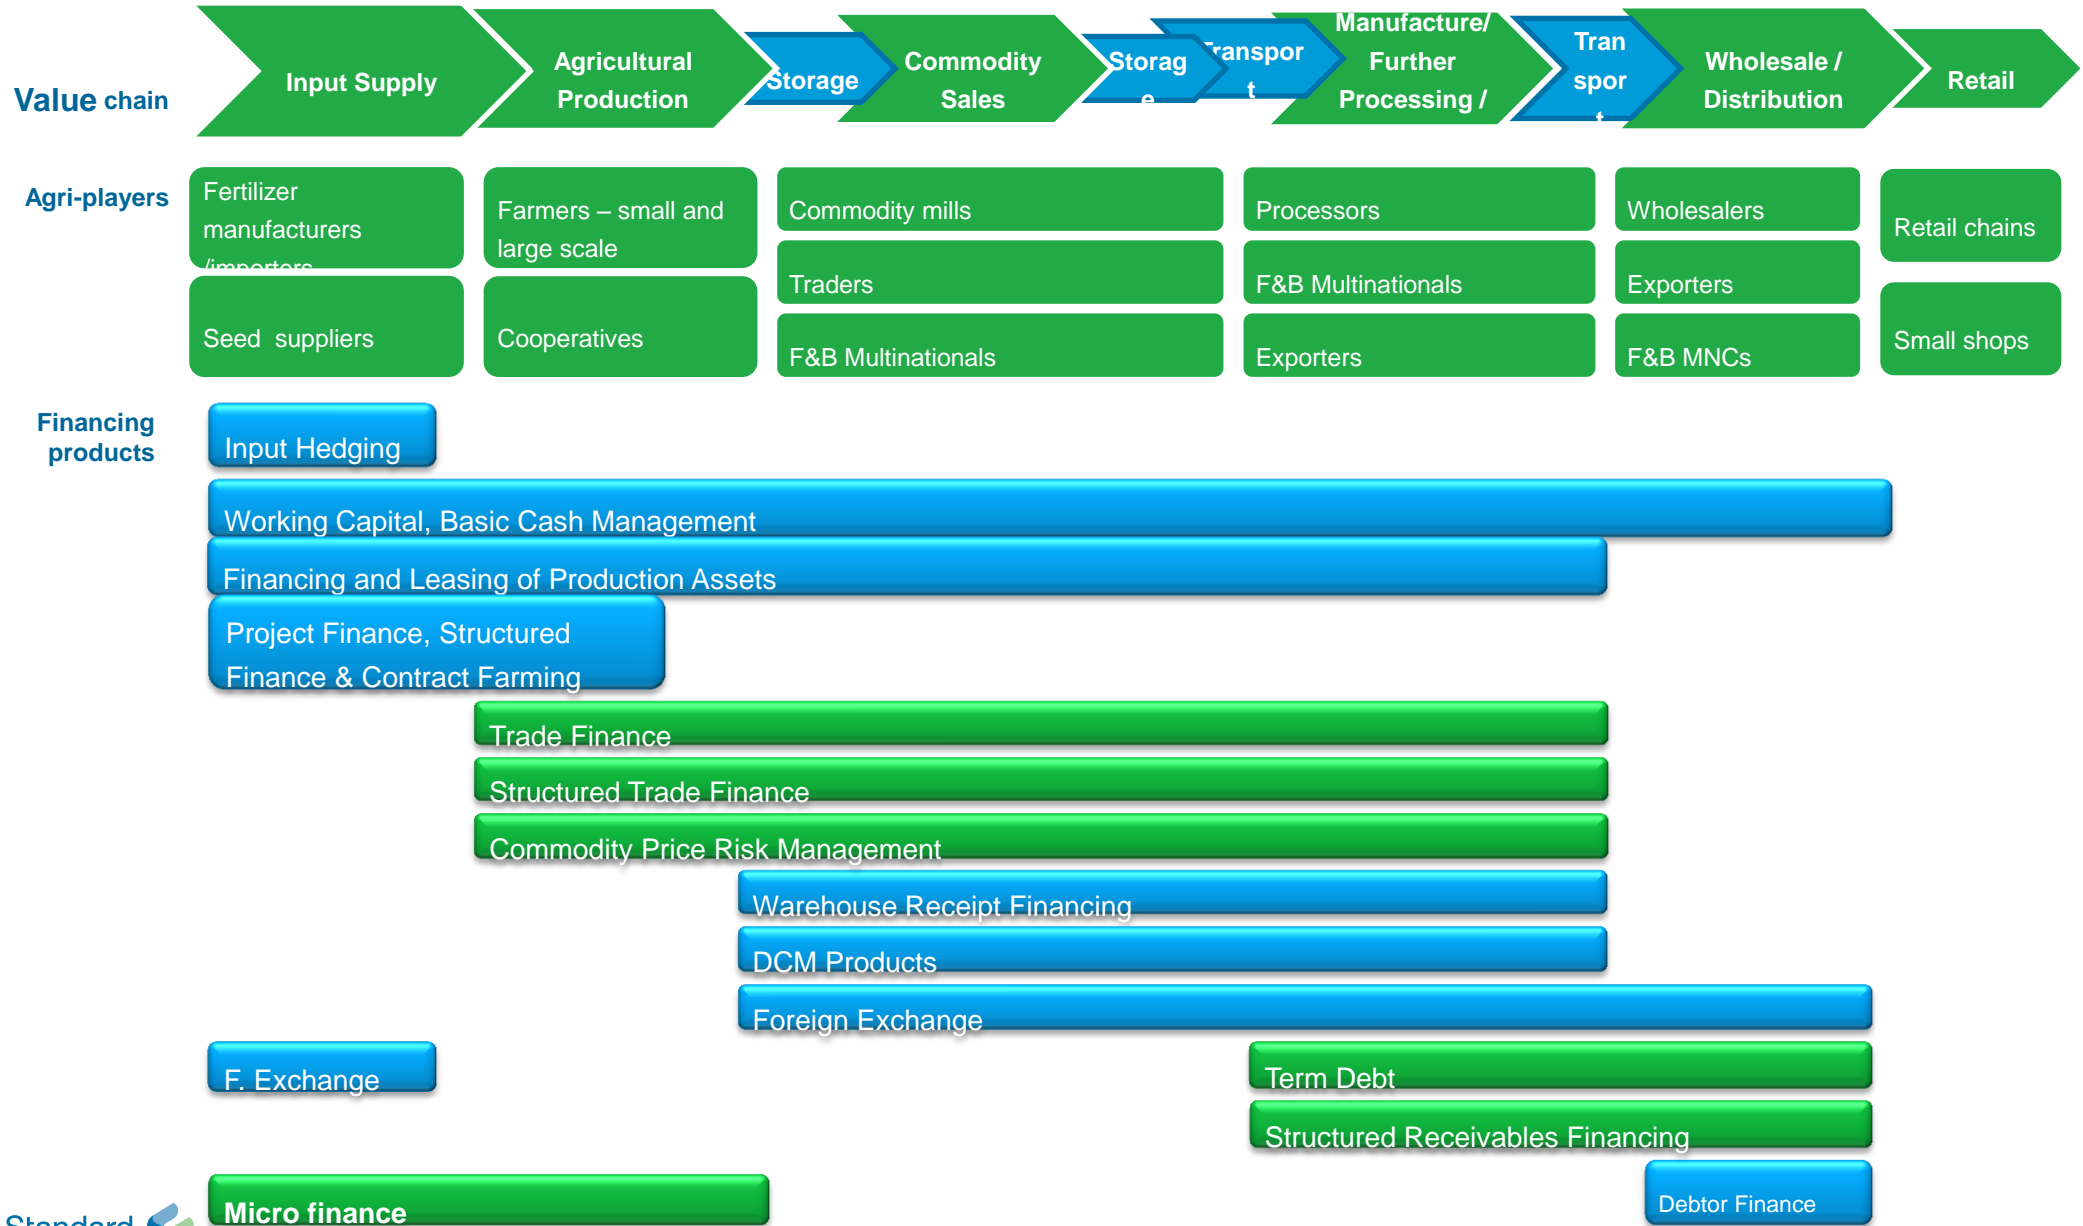 Value chain
Input Supply
Agricultural
Production
Storage
Commodity
Sales
Storag
e
Transpor
t
Manufacture/
Further
Processing /
Tran
spor
t
Wholesale /
Distribution
Retail
Agri-players
Fertilizer
manufacturers
/importers
Seed suppliers
Farmers – small and
large scale
Cooperatives
Commodity mills
Traders
F&B Multinationals
Processors
F&B Multinationals
Exporters
Wholesalers
Exporters
F&B MNCs
Retail chains
Small shops
Financing
products
Input Hedging
Working Capital, Basic Cash Management
Financing and Leasing of Production Assets
Project Finance, Structured
Finance & Contract Farming
Trade Finance
Structured Trade Finance
Commodity Price Risk Management
Warehouse Receipt Financing
DCM Products
Foreign Exchange
F. Exchange
Term Debt
Structured Receivables Financing
Micro finance
Debtor Finance
Standard